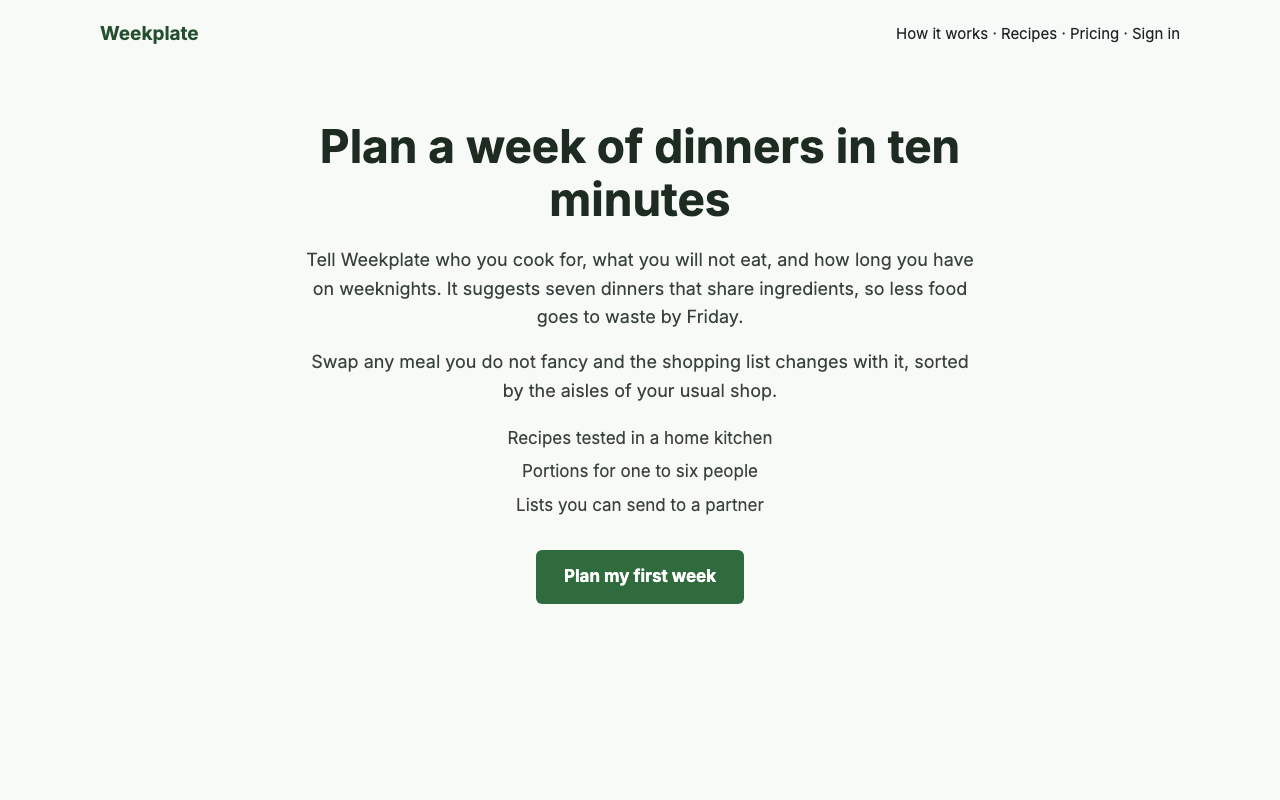 Weekplate
How it works · Recipes · Pricing · Sign in
Plan a week of dinners in ten
minutes
Tell Weekplate who you cook for, what you will not eat, and how long you have
on weeknights. It suggests seven dinners that share ingredients, so less food
goes to waste by Friday.
Swap any meal you do not fancy and the shopping list changes with it, sorted
by the aisles of your usual shop.
Recipes tested in a home kitchen
Portions for one to six people
Lists you can send to a partner
Plan my first week